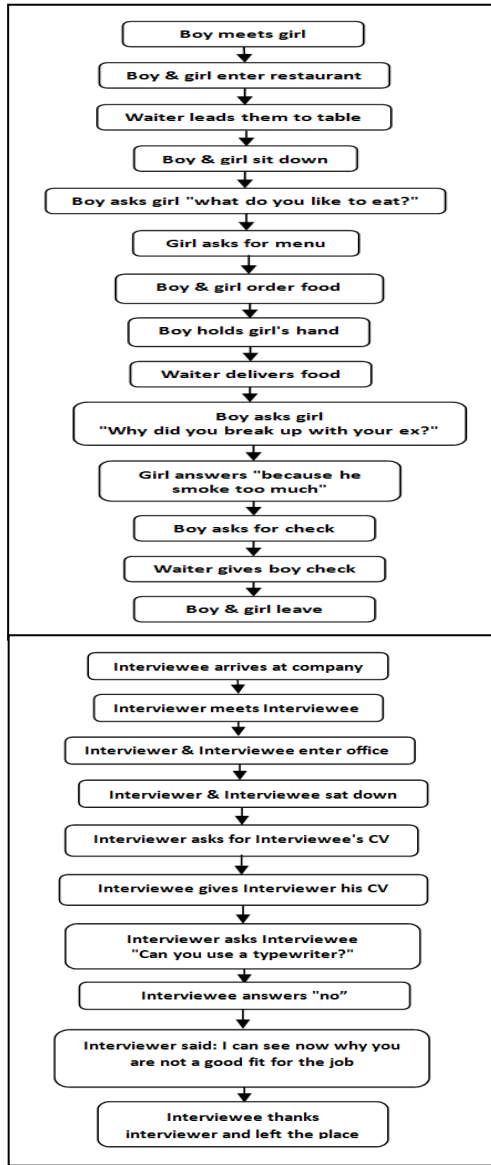 Boy meets girl
Boy & girl enter restaurant
Waiter leads them to table
Boy & girl sit down
Boy asks girl "what do you like to eat?"
Girl asks for menu
Boy & girl order food
Boy holds girl's hand
Waiter delivers food
Boy asks girl
"Why did you break up with your ex?"
Girl answers "because he
smoke too much"
Boy asks for check
Waiter gives boy check
Boy & girl leave
Interviewee arrives at company
Interviewer meets Interviewee
Interviewer & Interviewee enter office
Interviewer & Interviewee sat down
Interviewer asks for Interviewee's CV
Interviewee gives Interviewer his CV
Interviewer asks Interviewee
"Can you use a typewriter?"
Interviewee answers "no”
Interviewer said: I can see now why you
are not a good fit for the job
Interviewee thanks
interviewer and left the place